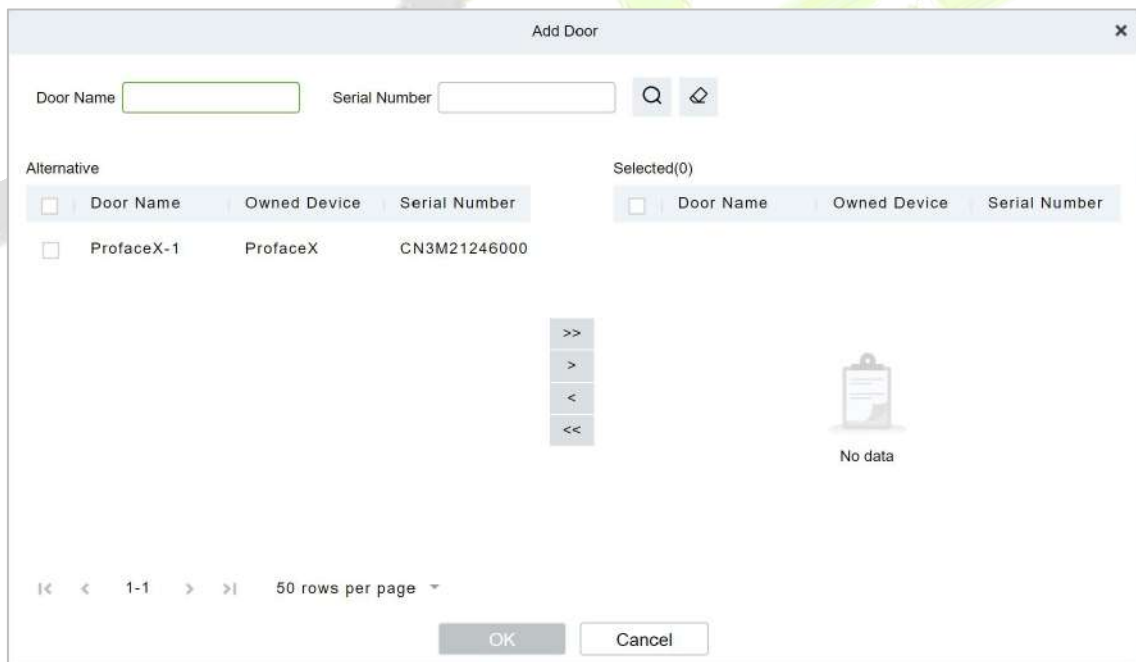 Add Door
Door Name Serial Number
Alternative
Door Name Owned Device Serial Number
ProfaceX-1 ProfaceX CN3M21246000
Selected(0)
Door Name Owned Device Serial Number
>>
>
<
<<
No data
1-1 50 rows per page
OK Cancel